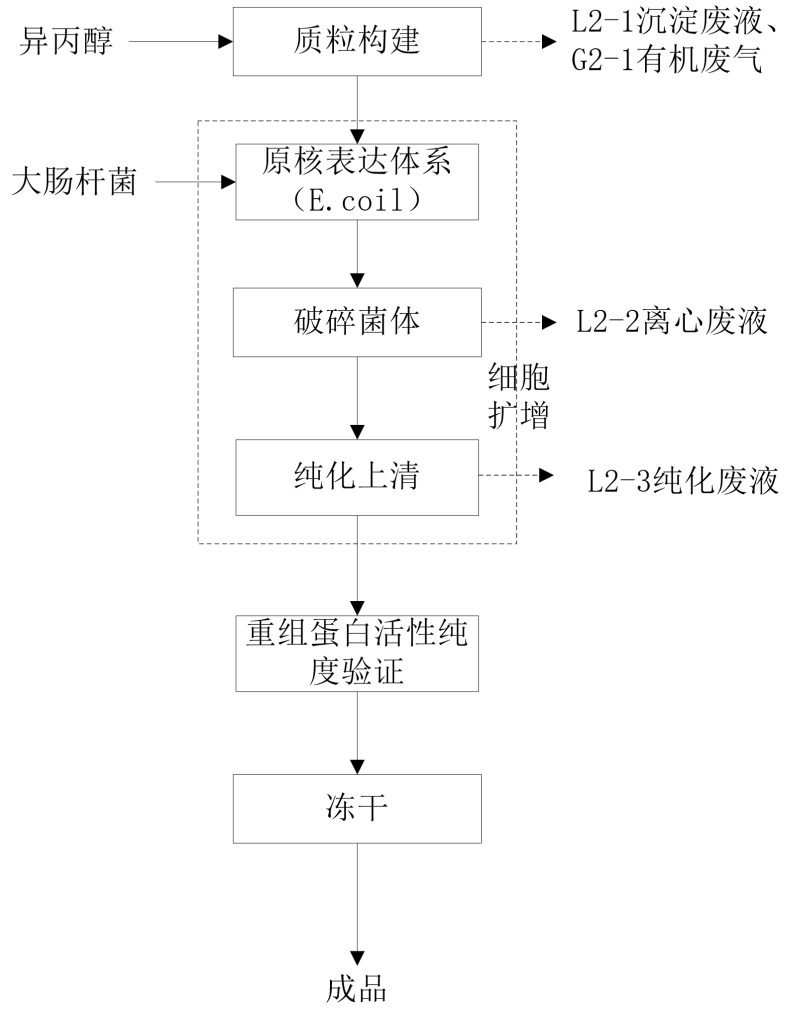 异丙醇
质粒构建
L2-1沉淀废液、
G2-1有机废气
大肠杆菌
原核表达体系
（E.coil）
破碎菌体
L2-2离心废液
细胞
扩增
纯化上清
L2-3纯化废液
重组蛋白活性纯
度验证
冻干
成品